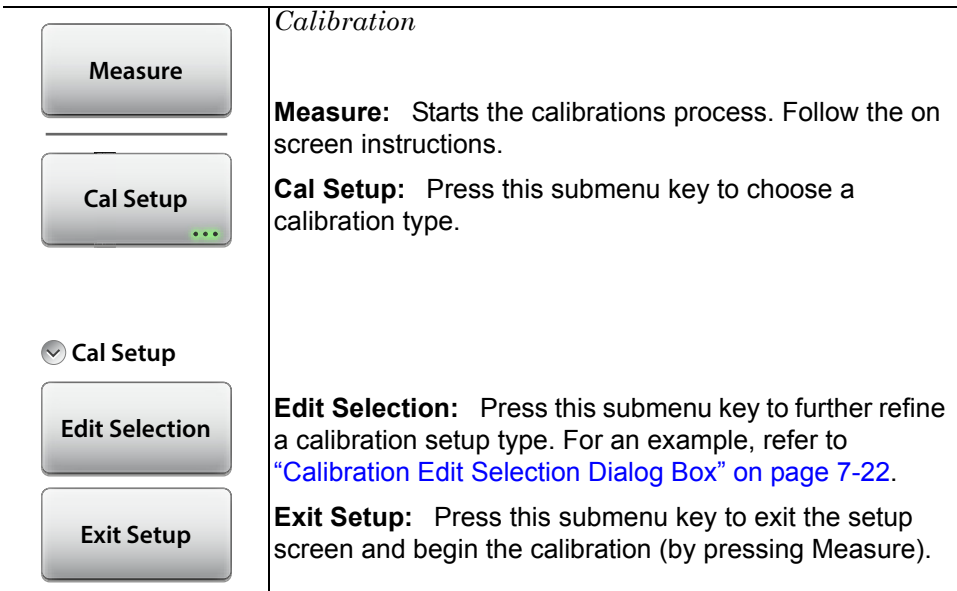 Calibration
Measure
Measure: Starts the calibrations process. Follow the on
screen instructions.
Cal Setup
Cal Setup: Press this submenu key to choose a
calibration type.
Cal Setup
Edit Selection
Edit Selection: Press this submenu key to further refine
a calibration setup type. For an example, refer to
“Calibration Edit Selection Dialog Box” on page 7-22.
Exit Setup
Exit Setup: Press this submenu key to exit the setup
screen and begin the calibration (by pressing Measure).